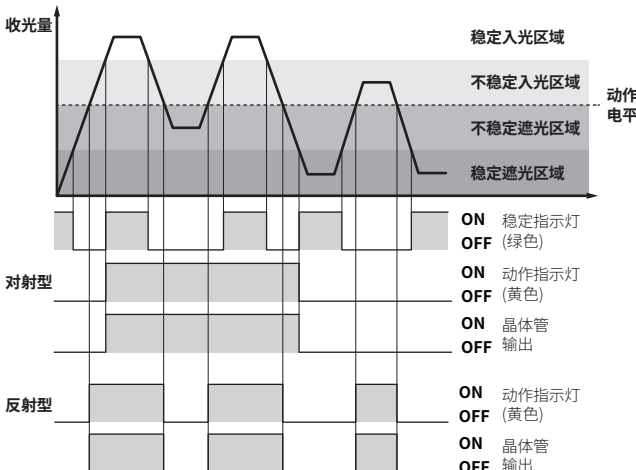 收光量
稳定入光区域
不稳定入光区域
动作
电平
不稳定遮光区域
稳定遮光区域
ON 稳定指示灯
OFF (绿色)
对射型
ON 动作指示灯
OFF (黄色)
ON 晶体管
OFF 输出
反射型
ON 动作指示灯
OFF (黄色)
ON 晶体管
OFF 输出